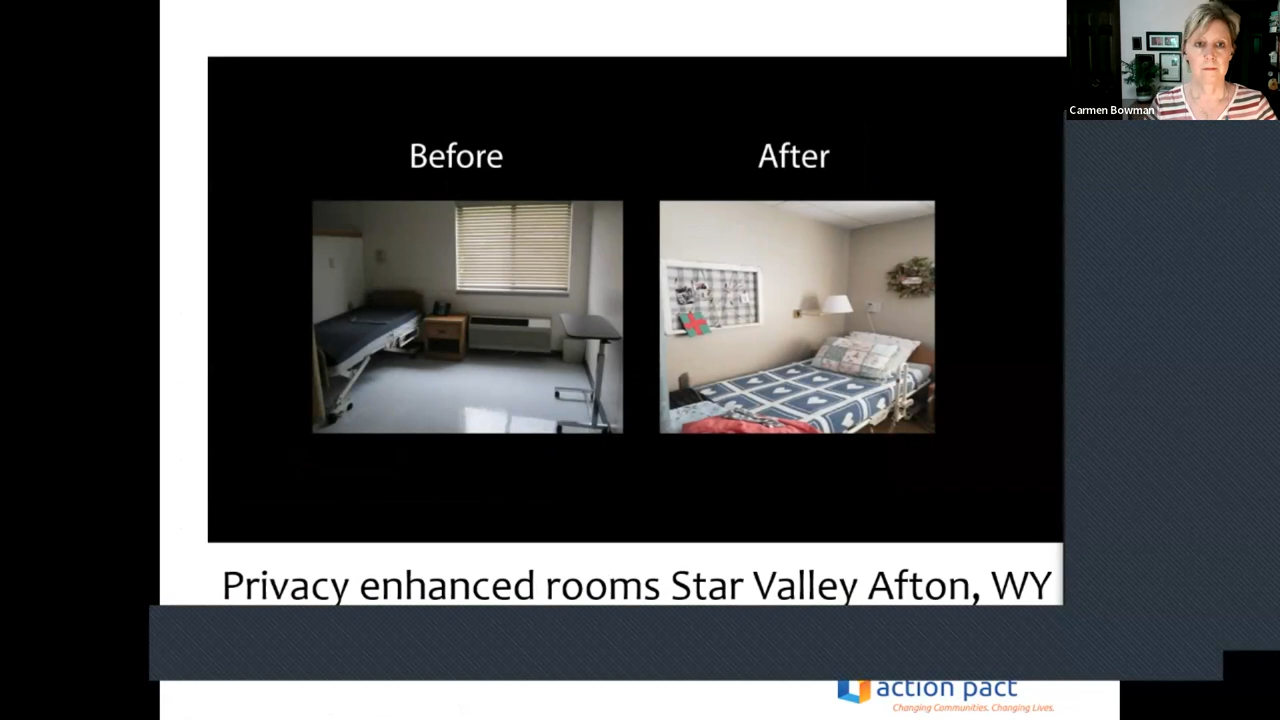 Carmen Bowman
Before
After
Privacy enhanced rooms Star Valley Afton, WY
action pact
Changing Communities. Changing Lives.